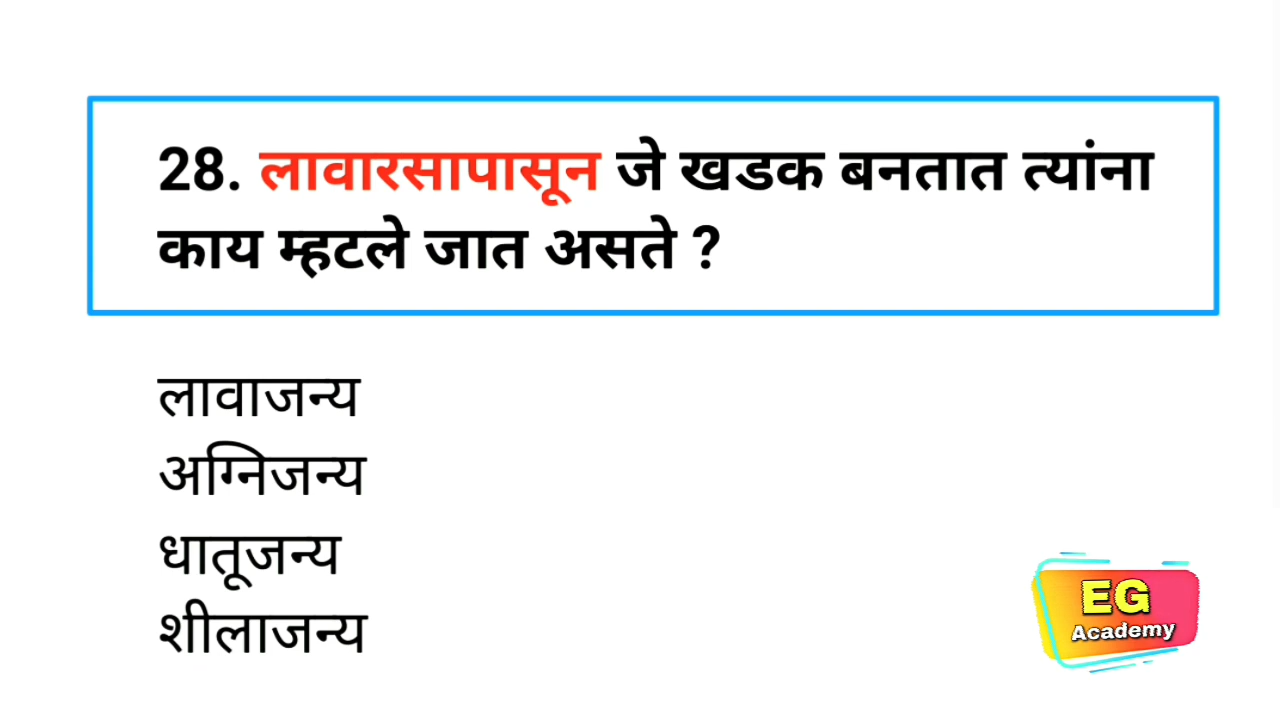 28. लावारसापासून जे खडक बनतात त्यांना
काय म्हटले जात असते ?
लावाजन्य
अग्निजन्य
धातूजन्य
शीलाजन्य
EG
Academy